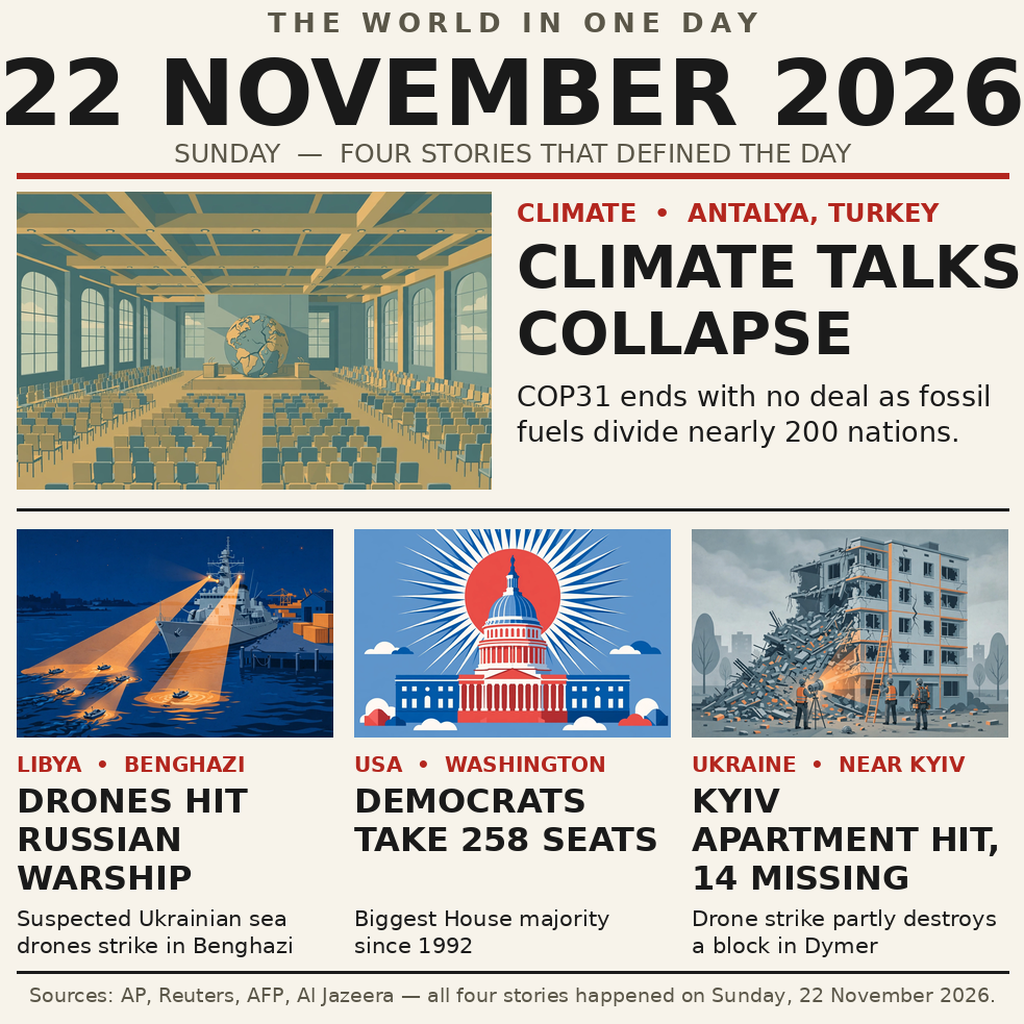 THE WORLD IN ONE DAY
22 NOVEMBER 2026
SUNDAY — FOUR STORIES THAT DEFINED THE DAY
CLIMATE • ANTALYA, TURKEY
CLIMATE TALKS
COLLAPSE
COP31 ends with no deal as fossil
fuels divide nearly 200 nations.
LIBYA • BENGHAZI
DRONES HIT
RUSSIAN
WARSHIP
Suspected Ukrainian sea
drones strike in Benghazi
USA • WASHINGTON
DEMOCRATS
TAKE 258 SEATS
Biggest House majority
since 1992
UKRAINE • NEAR KYIV
KYIV
APARTMENT HIT,
14 MISSING
Drone strike partly destroys
a block in Dymer
Sources: AP, Reuters, AFP, Al Jazeera — all four stories happened on Sunday, 22 November 2026.